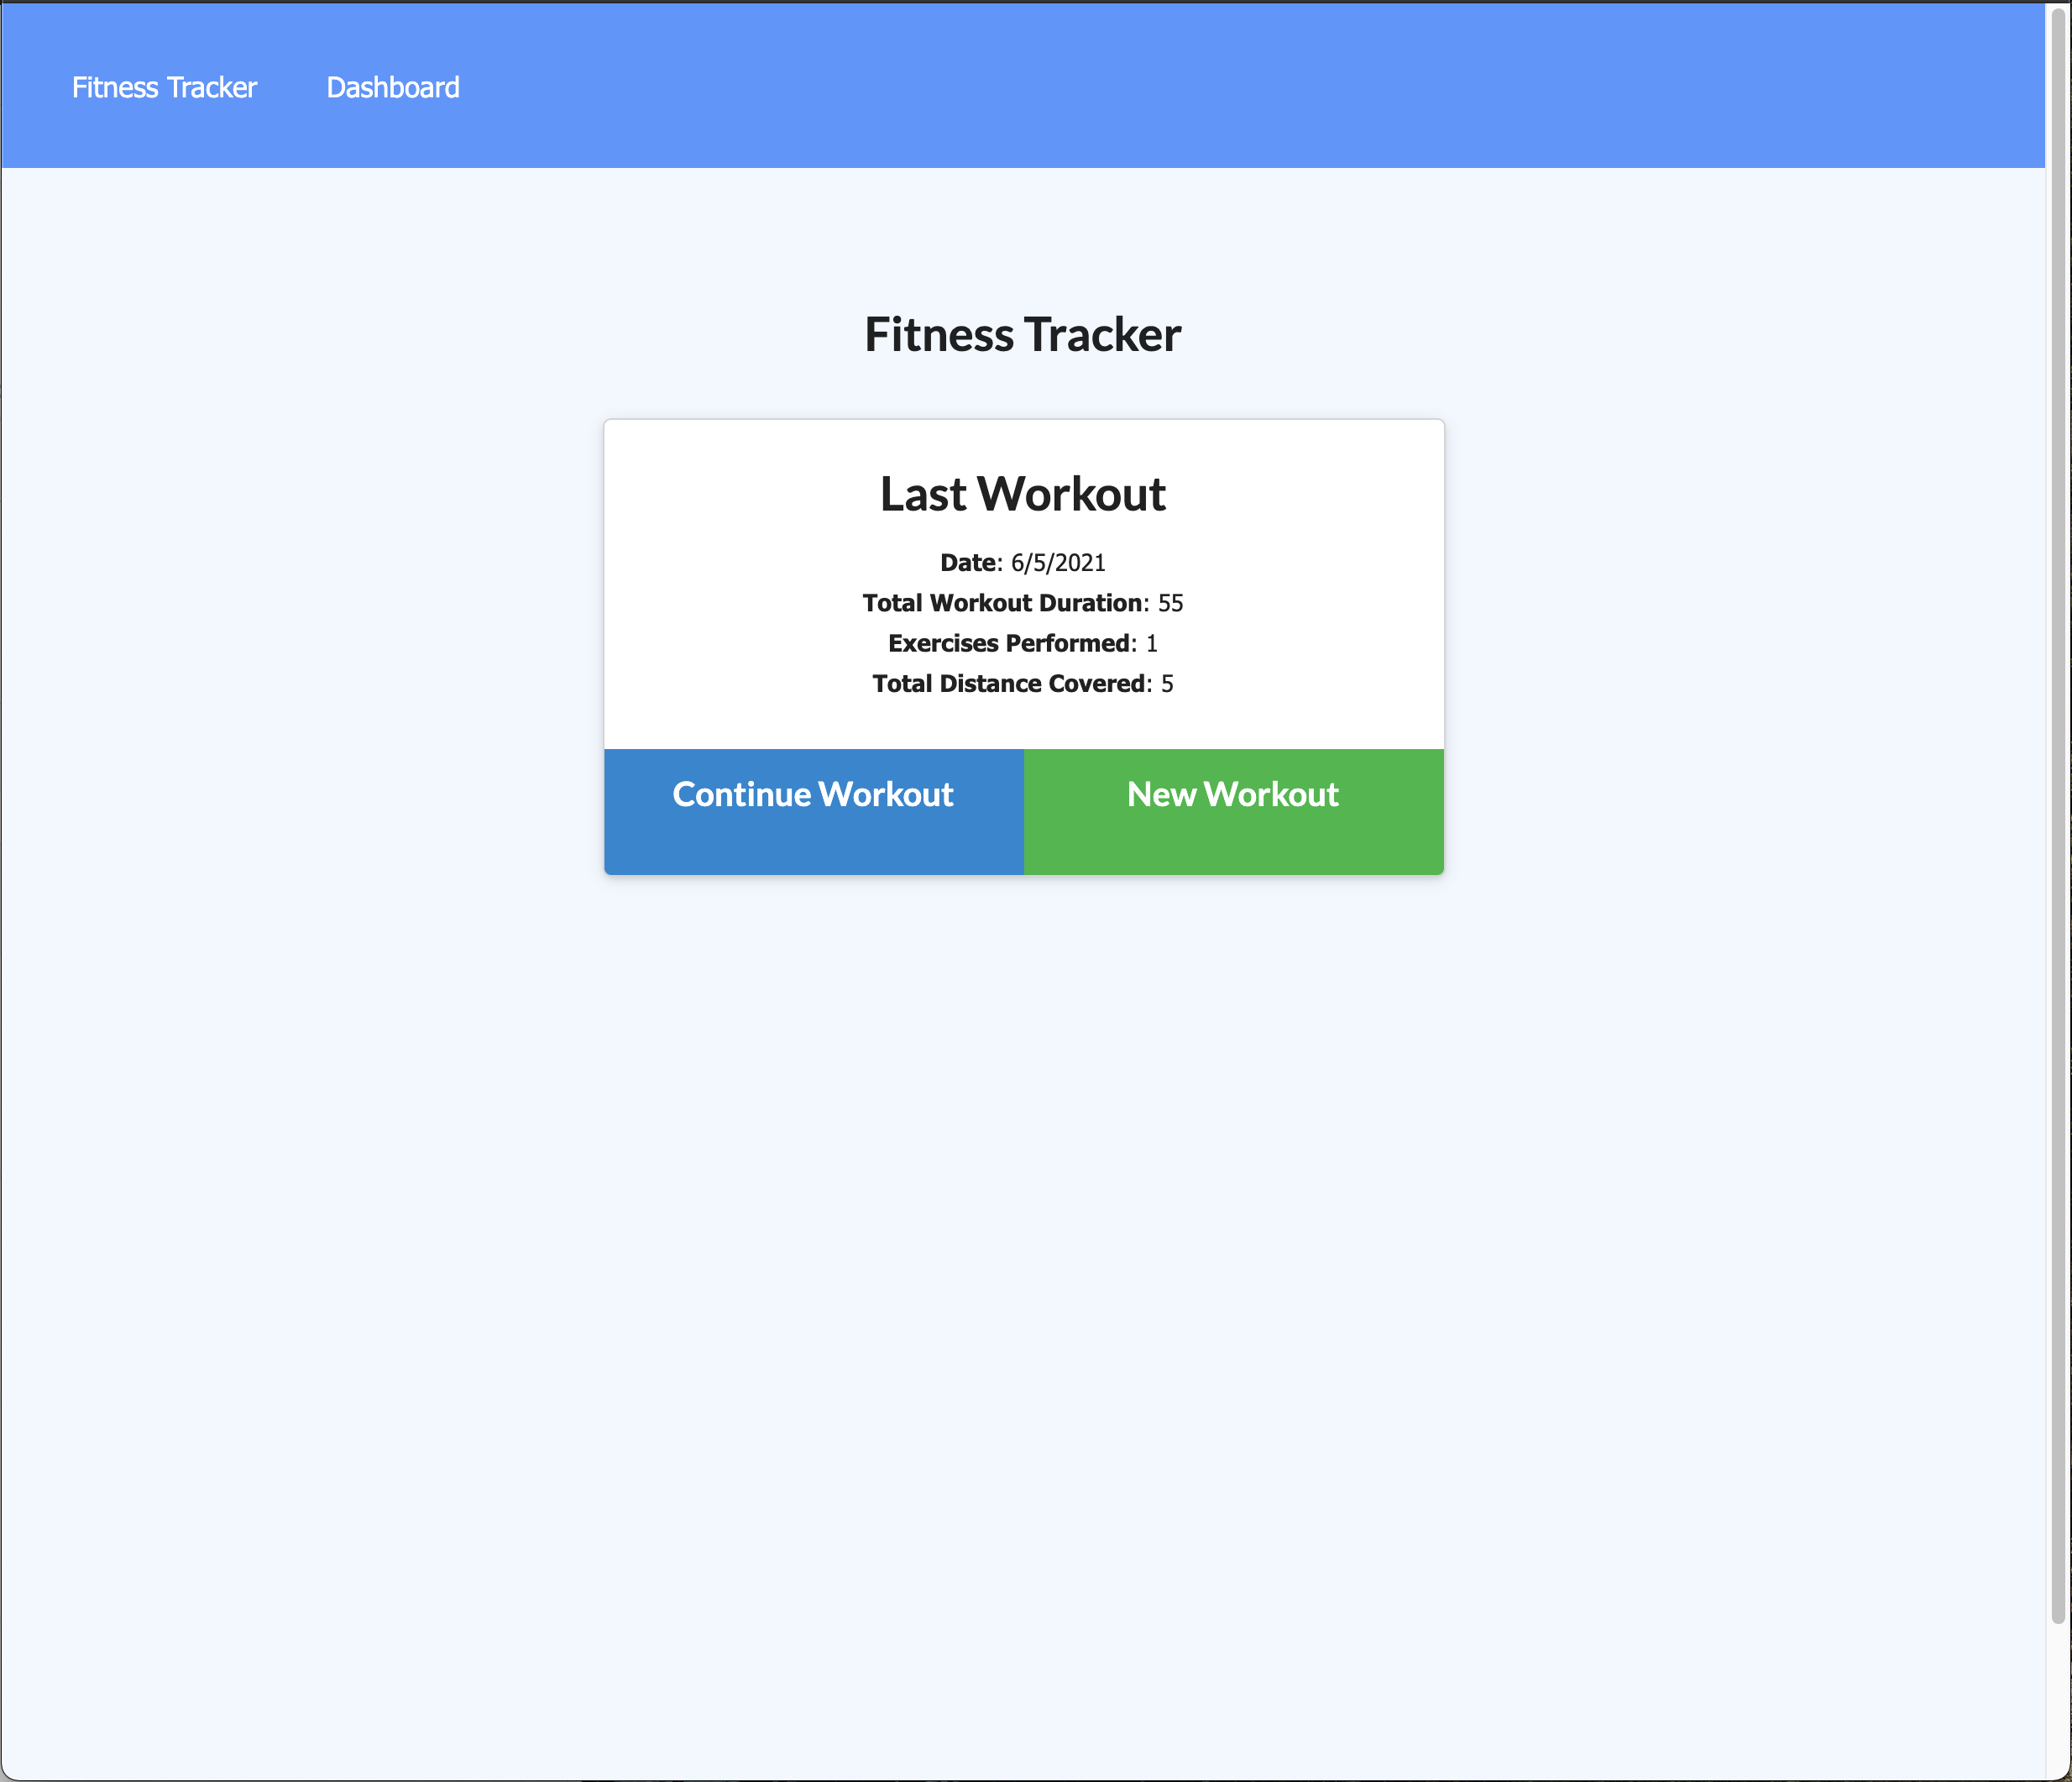 Fitness Tracker Dashboard
Fitness Tracker
Last Workout
Date: 6/5/2021
Total Workout Duration: 55
Exercises Performed: 1
Total Distance Covered: 5
Continue Workout New Workout